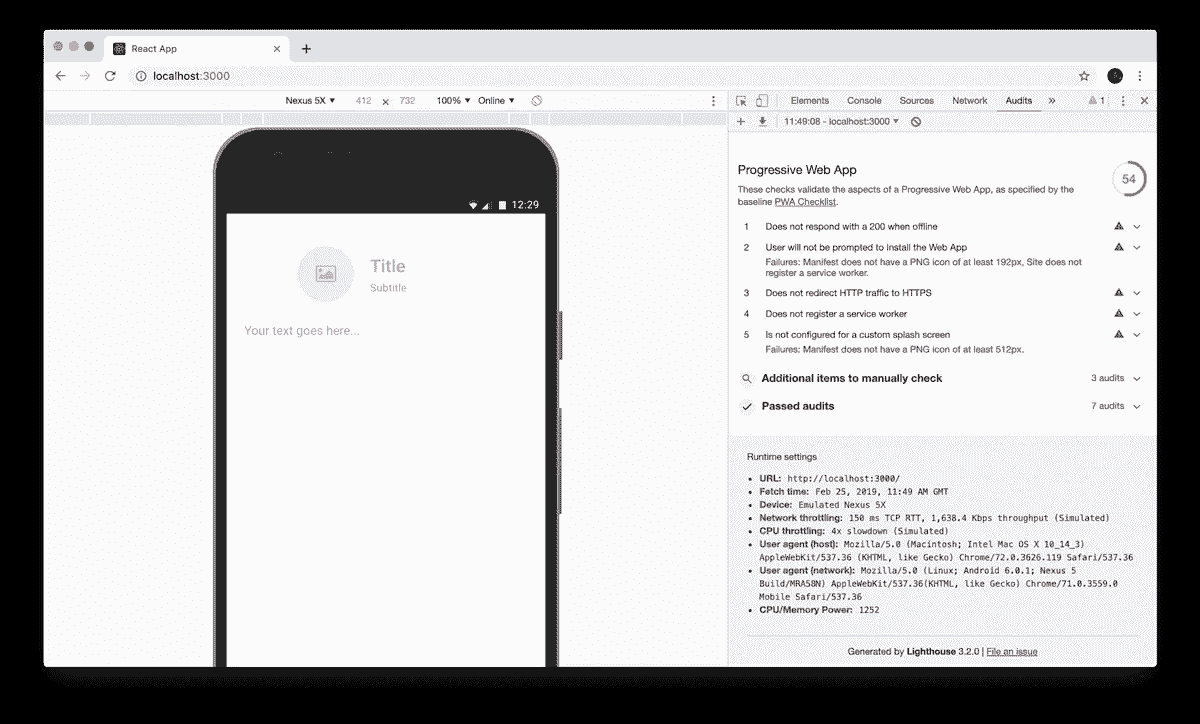 React App
localhost:3000
Nexus 5X ▼ 412 × 732 100% ▼ Online ▼
Elements Console Sources Network Audits » 1
11:49:08 - localhost:3000 ▼
12:29
Title
Subtitle
Your text goes here...
Progressive Web App
54
These checks validate the aspects of a Progressive Web App, as specified by the
baseline PWA Checklist.
1 Does not respond with a 200 when offline
2 User will not be prompted to Install the Web App
Failures: Manifest does not have a PNG icon of at least 192px, Site does not
register a service worker.
3 Does not redirect HTTP traffic to HTTPS
4 Does not register a service worker
5 Is not configured for a custom splash screen
Failures: Manifest does not have a PNG icon of at least 512px.
Additional items to manually check 3 audits
Passed audits 7 audits
Runtime settings
• URL: http://localhost:3000/
• Fetch time: Feb 25, 2019, 11:49 AM GMT
• Device: Emulated Nexus 5X
• Network throttling: 150 ms TCP RTT, 1,638.4 Kbps throughput (Simulated)
• CPU throttling: 4x slowdown (Simulated)
• User agent (host): Mozilla/5.0 (Macintosh; Intel Mac OS X 10_14_3)
AppleWebKit/537.36 (KHTML, like Gecko) Chrome/72.0.3626.119 Safari/537.36
• User agent (network): Mozilla/5.0 (Linux; Android 6.0.1; Nexus 5
Build/MRA58N) AppleWebKit/537.36(KHTML, like Gecko) Chrome/71.0.3559.0
Mobile Safari/537.36
• CPU/Memory Power: 1252
Generated by Lighthouse 3.2.0 | File an issue